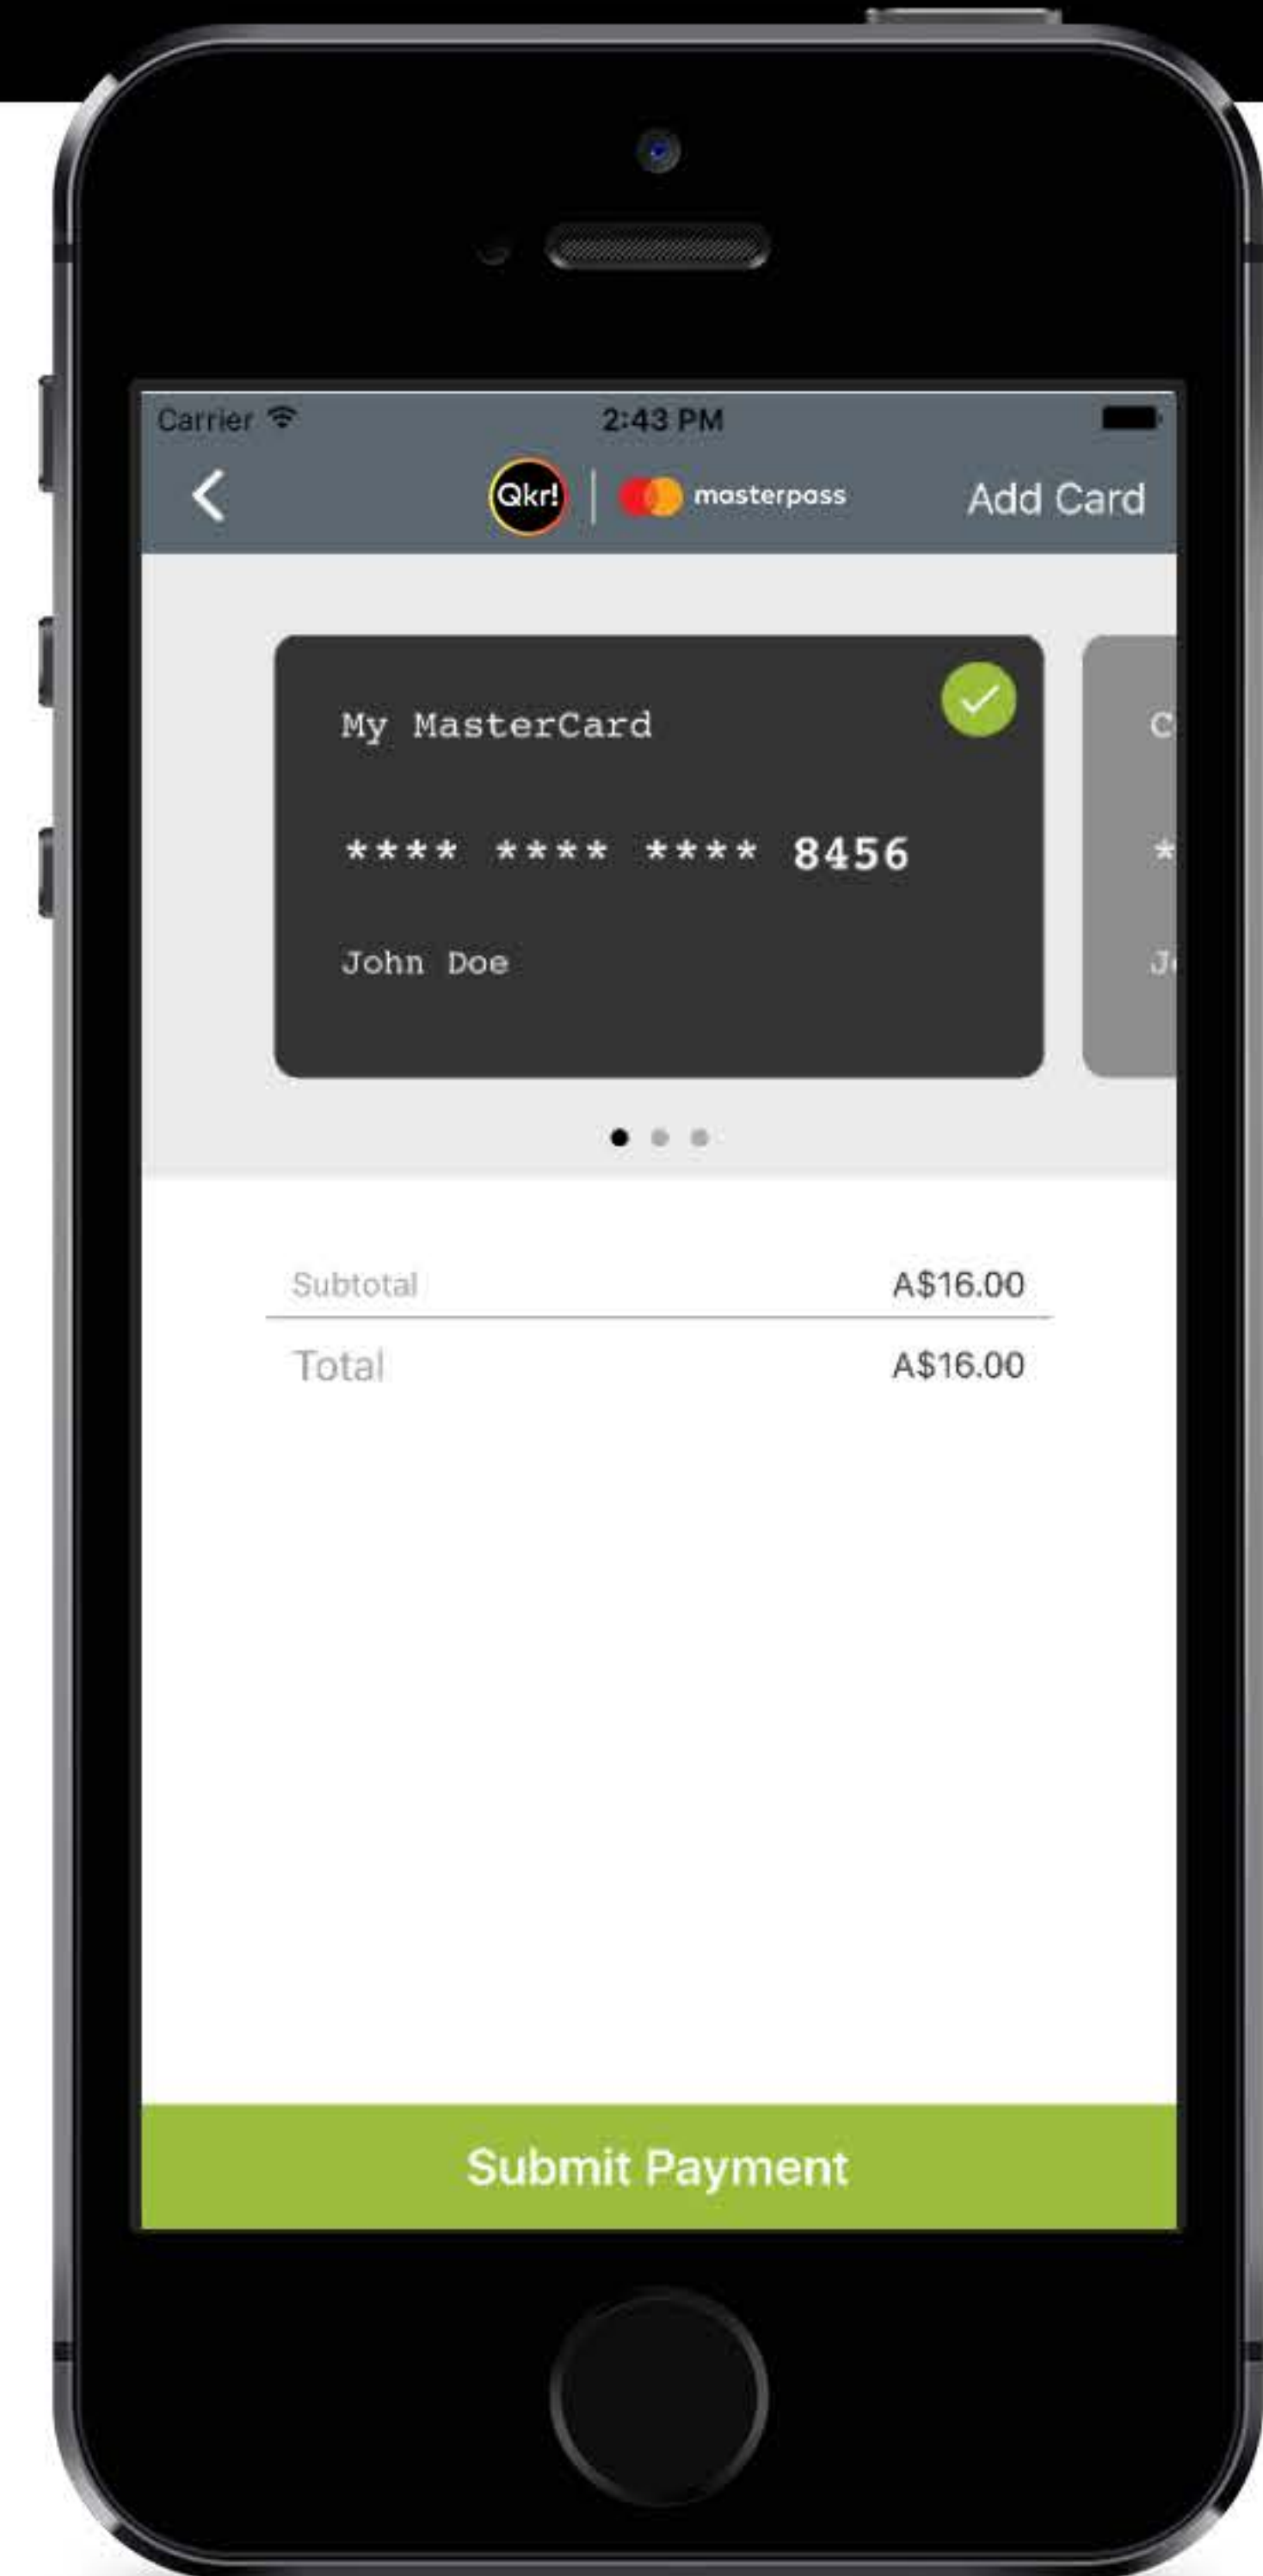 Carrier 2:43 PM
Qkr! masterpass Add Card
My MasterCard C
**** **** **** 8456 *
John Doe J
Subtotal A$16.00
Total A$16.00
Submit Payment